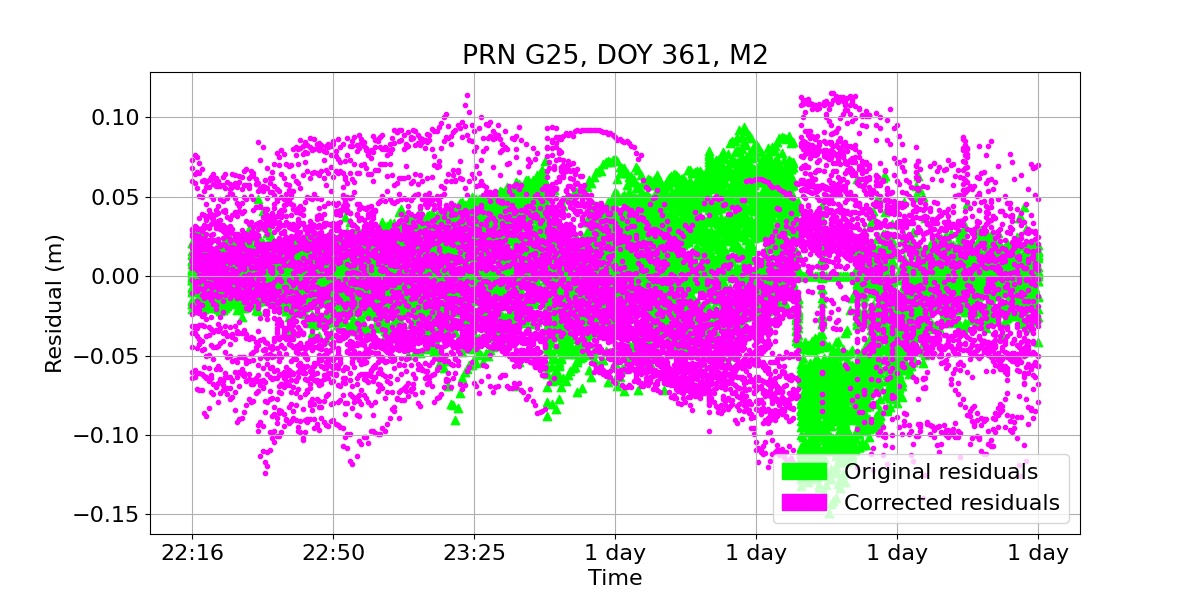 PRN G25, DOY 361, M2
Residual (m)
0.10
0.05
0.00
−0.05
−0.10
−0.15
Original residuals
Corrected residuals
22:16 22:50 23:25 1 day 1 day 1 day 1 day
Time